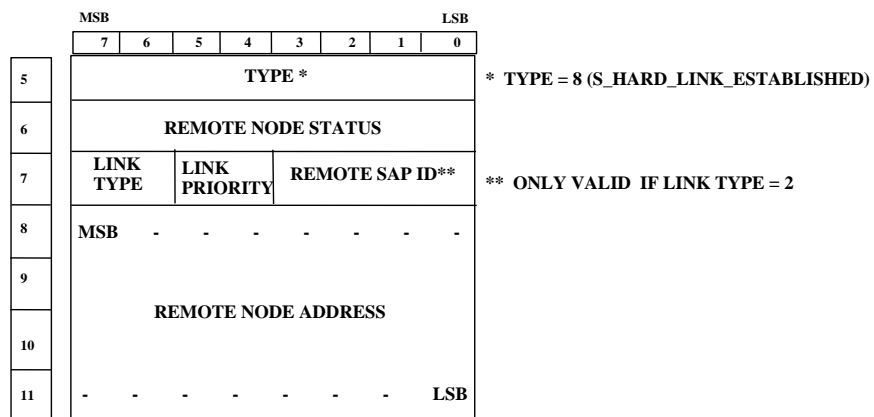 MSB LSB
7 6 5 4 3 2 1 0
5 TYPE * * TYPE = 8 (S_HARD_LINK_ESTABLISHED)
6 REMOTE NODE STATUS
7 LINK TYPE LINK PRIORITY REMOTE SAP ID** ** ONLY VALID IF LINK TYPE = 2
8 MSB - - - - - - -
9
REMOTE NODE ADDRESS
10
11 - - - - - - - LSB